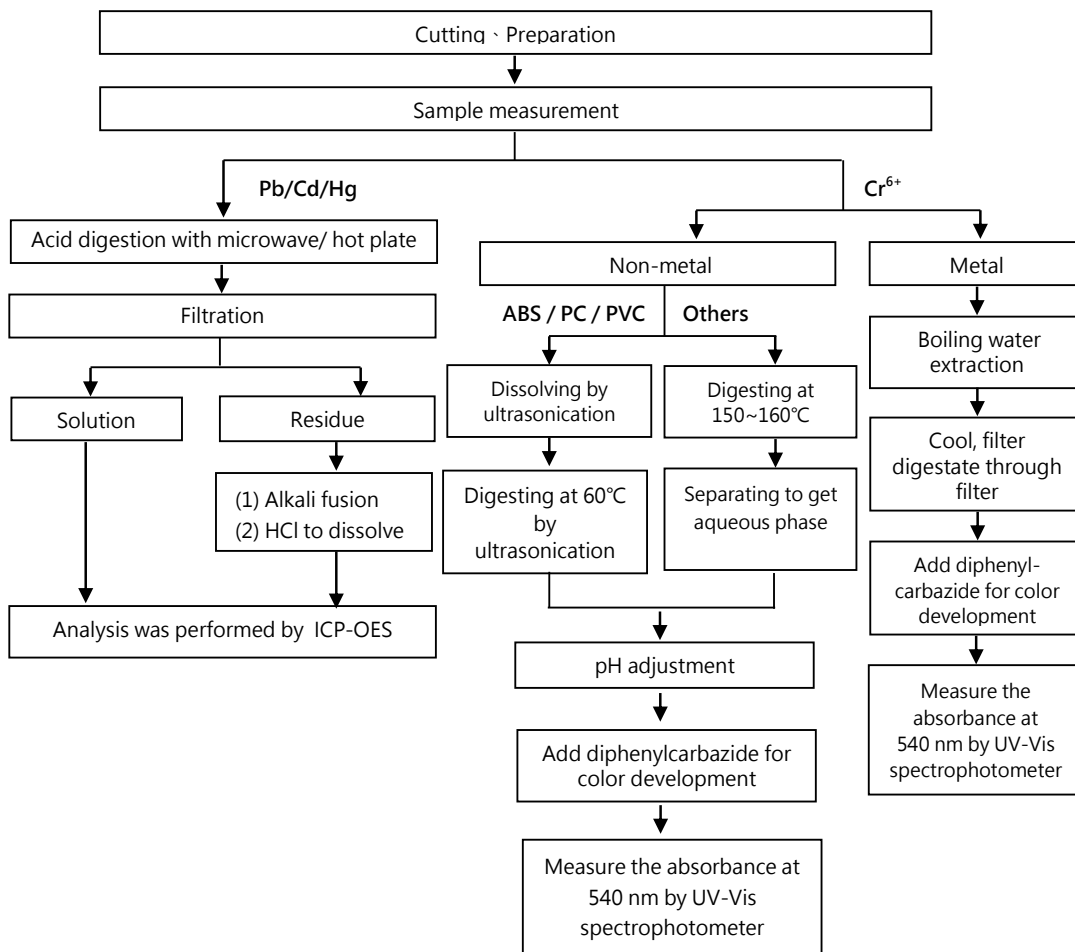 Cutting、Preparation
Sample measurement
Pb/Cd/Hg
Acid digestion with microwave/ hot plate
Filtration
Solution
Residue
(1) Alkali fusion
(2) HCl to dissolve
Analysis was performed by ICP-OES
Cr⁶⁺
Non-metal
ABS / PC / PVC
Others
Dissolving by
ultrasonication
Digesting at 60℃
by
ultrasonication
Digesting at
150~160℃
Separating to get
aqueous phase
pH adjustment
Add diphenylcarbazide for
color development
Measure the absorbance at
540 nm by UV-Vis
spectrophotometer
Metal
Boiling water
extraction
Cool, filter
digestate through
filter
Add diphenyl-
carbazide for color
development
Measure the
absorbance at
540 nm by UV-Vis
spectrophotometer